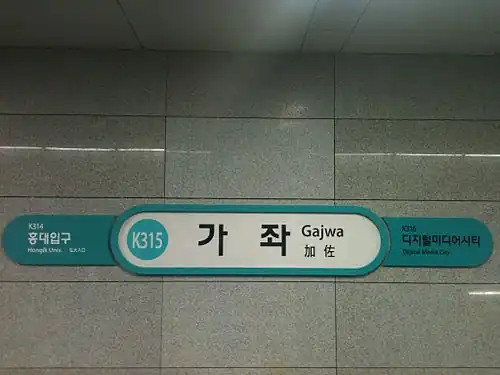 K314
홍대입구
Hongik Univ.
K315
가 좌
Gajwa
加 佐
K316
디지털미디어시티
Digital Media City